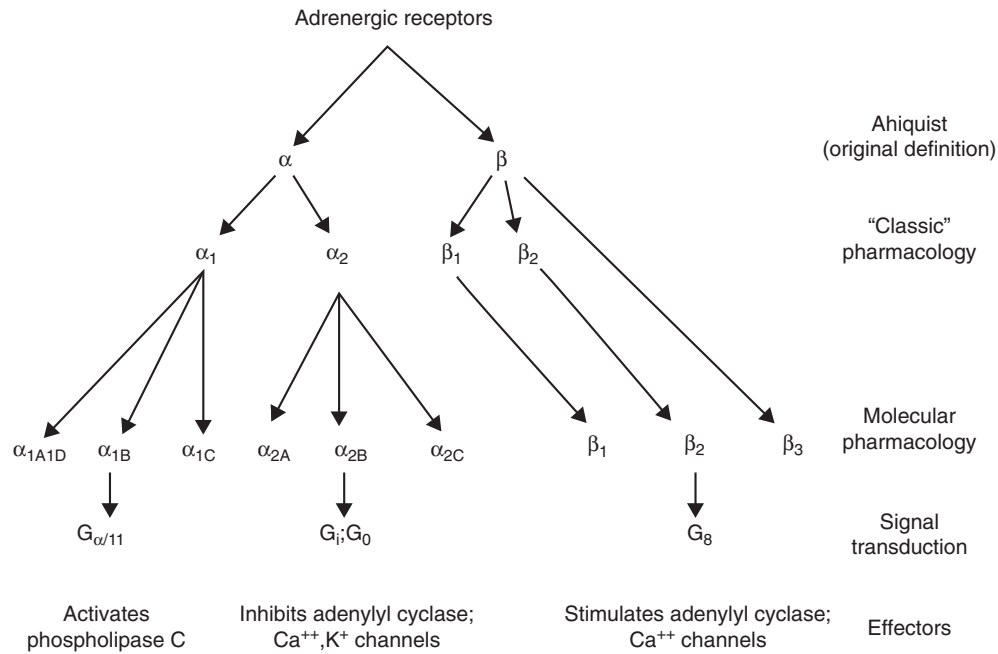 Adrenergic receptors
Ahiquist
(original definition)
α β
"Classic"
pharmacology
α₁ α₂ β₁ β₂
Molecular
pharmacology
α₁A1D α₁B α₁C α₂A α₂B α₂C β₁ β₂ β₃
Gα/11 Gi;G0 G8
Signal
transduction
Activates Inhibits adenylyl cyclase; Stimulates adenylyl cyclase;
phospholipase C Ca⁺⁺,K⁺ channels Ca⁺⁺ channels
Effectors